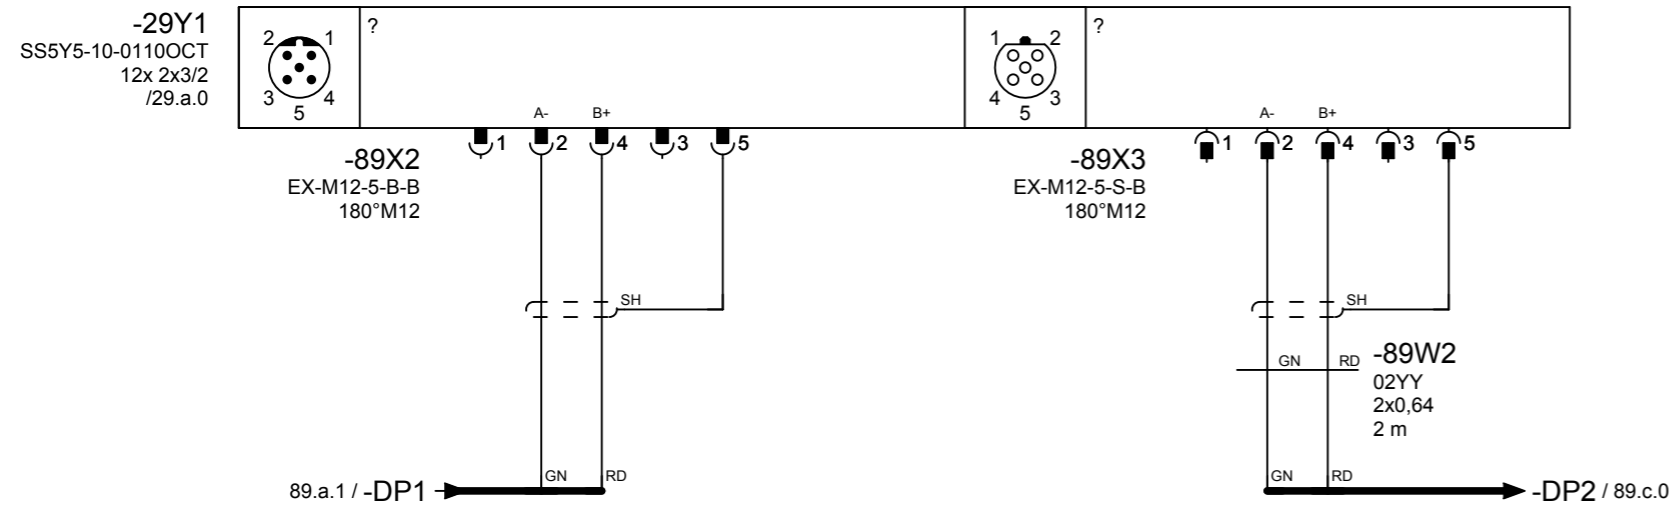 -29Y1
SS5Y5-10-0110OCT
12x 2x3/2
/29.a.0
2 1
3 4
5
?
A- B+
1 2 4 3 5
-89X2
EX-M12-5-B-B
180°M12
SH
GN RD
89.a.1 / -DP1
1 2
4 3
5
?
A- B+
1 2 4 3 5
-89X3
EX-M12-5-S-B
180°M12
SH
GN RD
-89W2
02YY
2x0,64
2 m
GN RD
-DP2 / 89.c.0